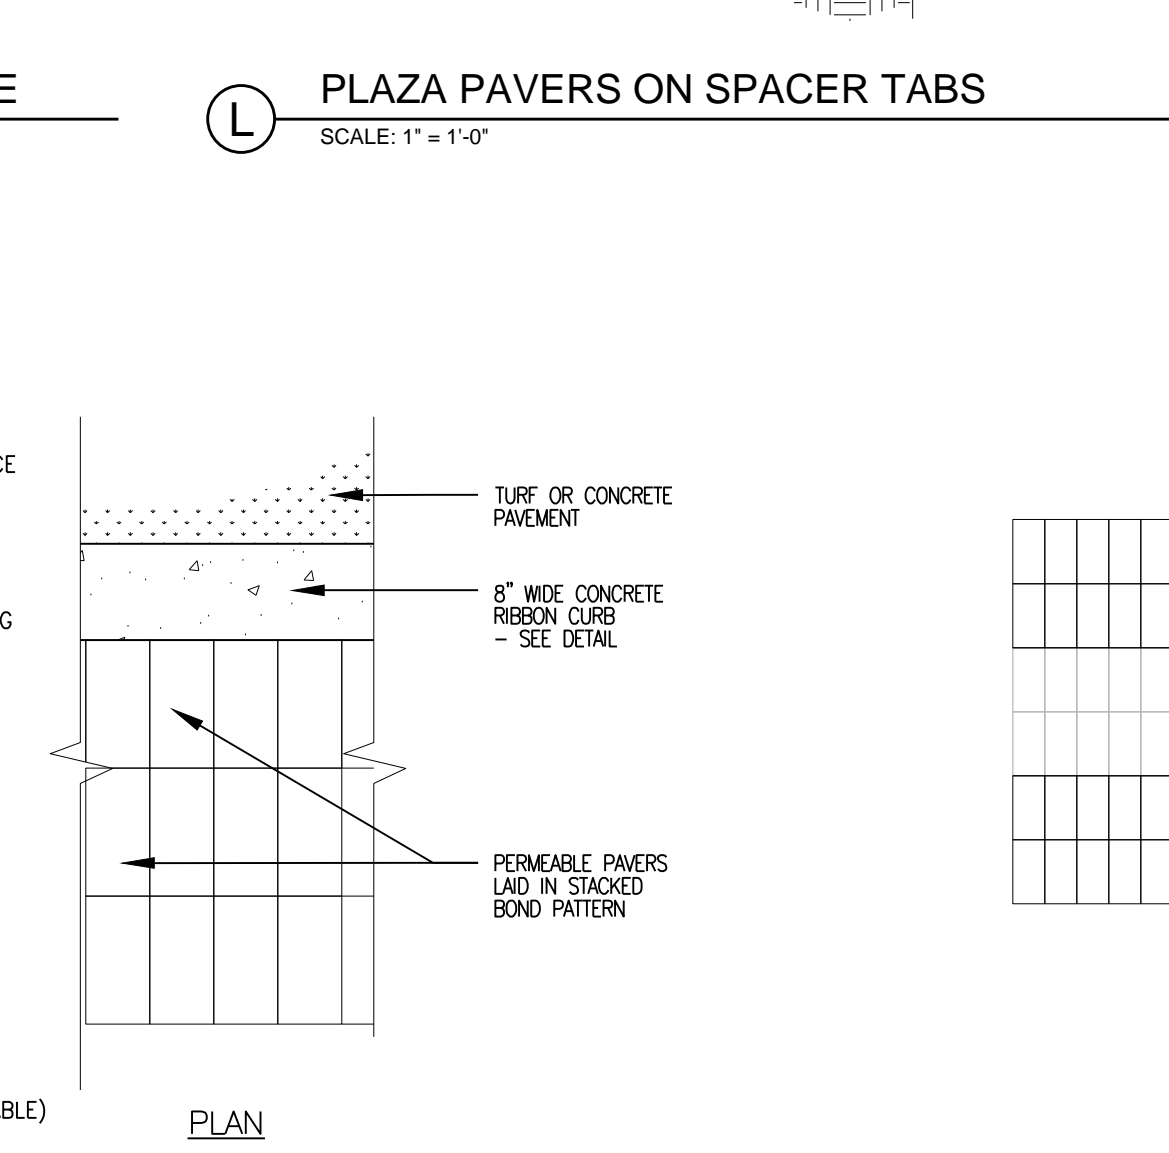 PLAZA PAVERS ON SPACER TABS
L
SCALE: 1" = 1'-0"
TURF OR CONCRETE
PAVEMENT
8" WIDE CONCRETE
RIBBON CURB
- SEE DETAIL
PERMEABLE PAVERS
LAID IN STACKED
BOND PATTERN
PLAN